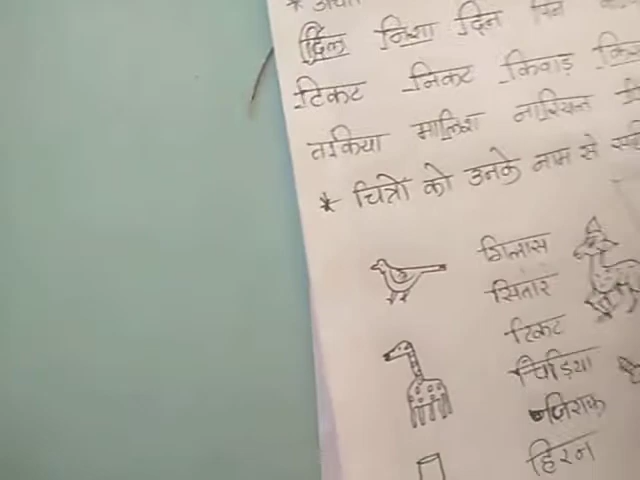 दिल निशा दिन
टिकट निकट किवाड़
तकिया मालिश नारियल
* चित्रों को उनके नाम से
गिलास
सितार
टिकट
चिड़िया
जिराफ
हिरन